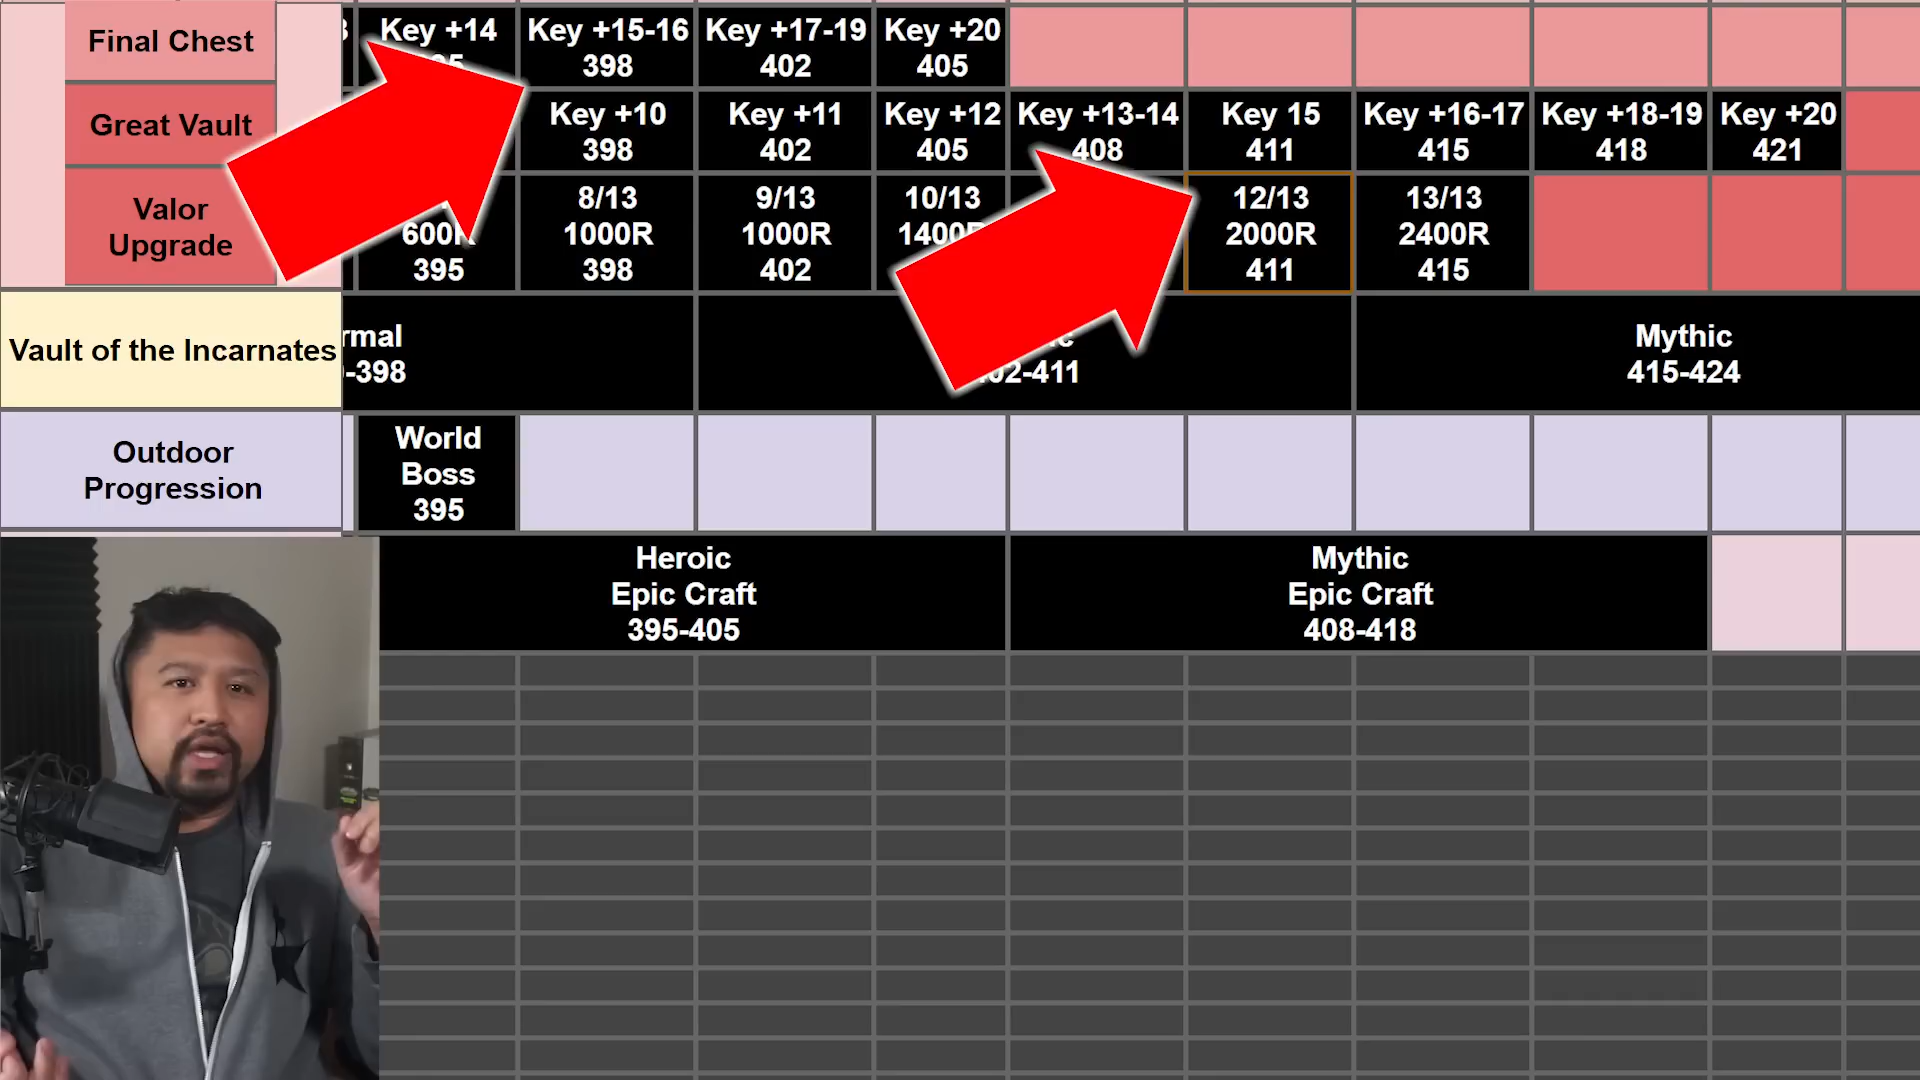 Final Chest
Key +14
Key +15-16
398
Key +17-19
402
Key +20
405
Great Vault
Key +10
398
Key +11
402
Key +12
405
Key +13-14
408
Key 15
411
Key +16-17
415
Key +18-19
418
Key +20
421
Valor
Upgrade
395
8/13
1000R
398
9/13
1000R
402
10/13
12/13
2000R
411
13/13
2400R
415
Vault of the Incarnates
rmal
-398
-411
Mythic
415-424
Outdoor
Progression
World
Boss
395
Heroic
Epic Craft
395-405
Mythic
Epic Craft
408-418